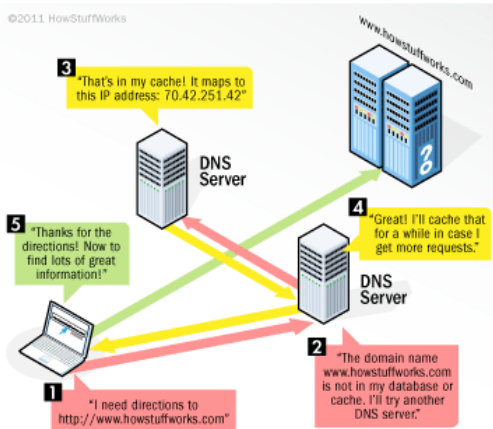 ©2011 HowStuffWorks
www.howstuffworks.com
3
"That's in my cache! It maps to
this IP address: 70.42.251.42"
DNS
Server
5
"Thanks for the
directions! Now to
find lots of great
information!"
4
"Great! I'll cache that
for a while in case I
get more requests."
DNS
Server
2
"The domain name
www.howstuffworks.com
is not in my database or
cache. I'll try another
DNS server."
1
"I need directions to
http://www.howstuffworks.com"
??